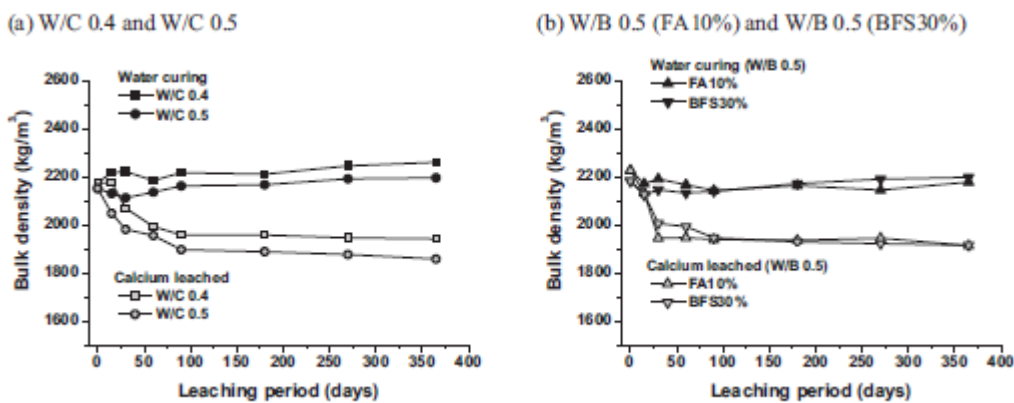 (a) W/C 0.4 and W/C 0.5
(b) W/B 0.5 (FA10%) and W/B 0.5 (BFS30%)
2600
2400
2200
2000
1800
1600
Bulk density (kg/m³)
Water curing
W/C 0.4
W/C 0.5
Calcium leached
W/C 0.4
W/C 0.5
0 50 100 150 200 250 300 350 400
Leaching period (days)
2600
2400
2200
2000
1800
1600
Bulk density (kg/m³)
Water curing (W/B 0.5)
FA10%
BFS30%
Calcium leached (W/B 0.5)
FA10%
BFS30%
0 50 100 150 200 250 300 350 400
Leaching period (days)